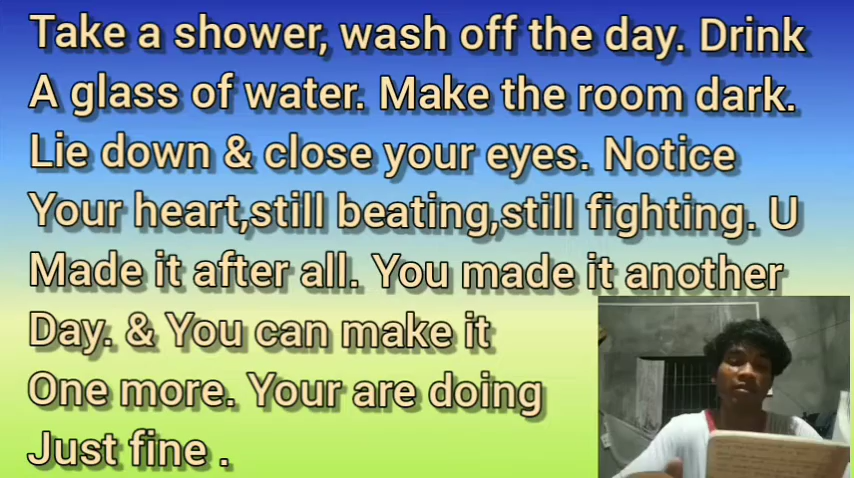 Take a shower, wash off the day. Drink
A glass of water. Make the room dark.
Lie down & close your eyes. Notice
Your heart,still beating,still fighting. U
Made it after all. You made it another
Day. & You can make it
One more. Your are doing
Just fine .